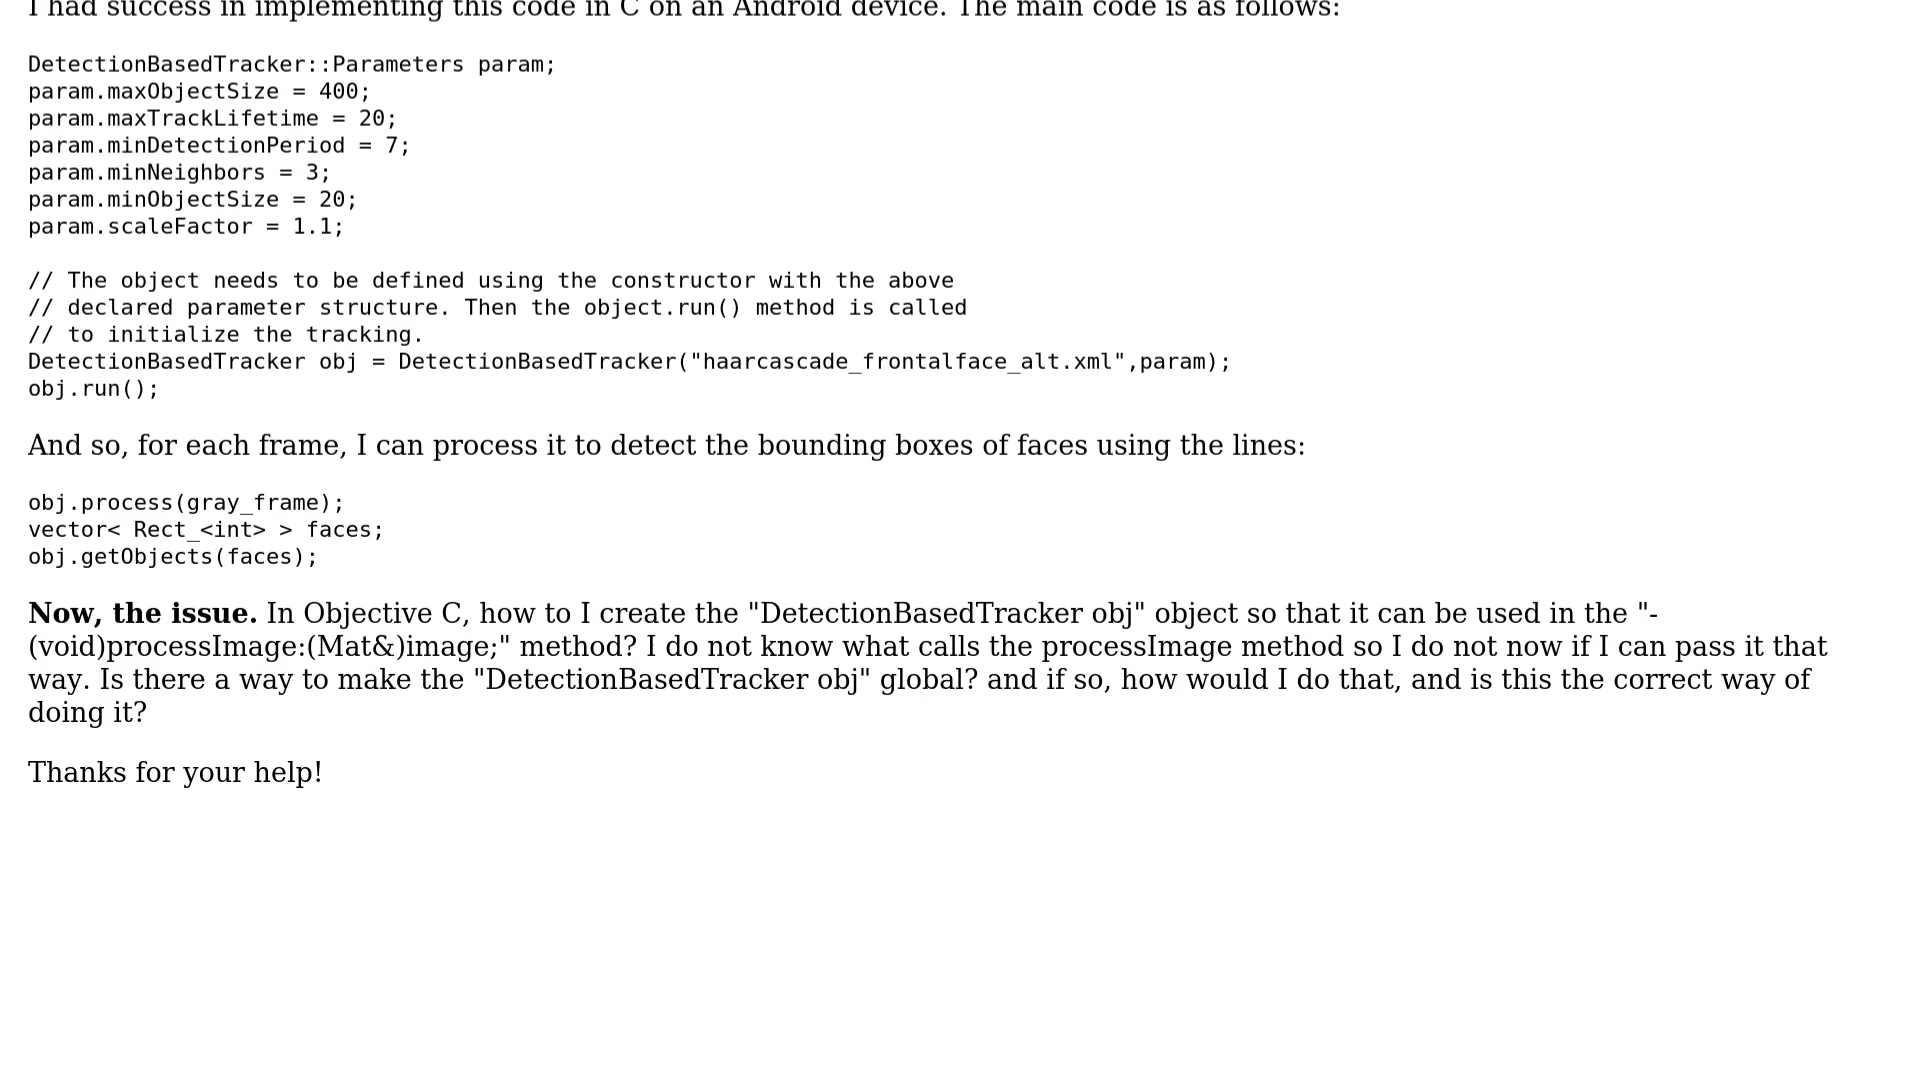 I had success in implementing this code in C on an Android device. The main code is as follows:
DetectionBasedTracker::Parameters param;
param.maxObjectSize = 400;
param.maxTrackLifetime = 20;
param.minDetectionPeriod = 7;
param.minNeighbors = 3;
param.minObjectSize = 20;
param.scaleFactor = 1.1;
// The object needs to be defined using the constructor with the above
// declared parameter structure. Then the object.run() method is called
// to initialize the tracking.
DetectionBasedTracker obj = DetectionBasedTracker("haarcascade_frontalface_alt.xml",param);
obj.run();
And so, for each frame, I can process it to detect the bounding boxes of faces using the lines:
obj.process(gray_frame);
vector< Rect_<int> > faces;
obj.getObjects(faces);
Now, the issue. In Objective C, how to I create the "DetectionBasedTracker obj" object so that it can be used in the "-
(void)processImage:(Mat&)image;" method? I do not know what calls the processImage method so I do not now if I can pass it that
way. Is there a way to make the "DetectionBasedTracker obj" global? and if so, how would I do that, and is this the correct way of
doing it?
Thanks for your help!